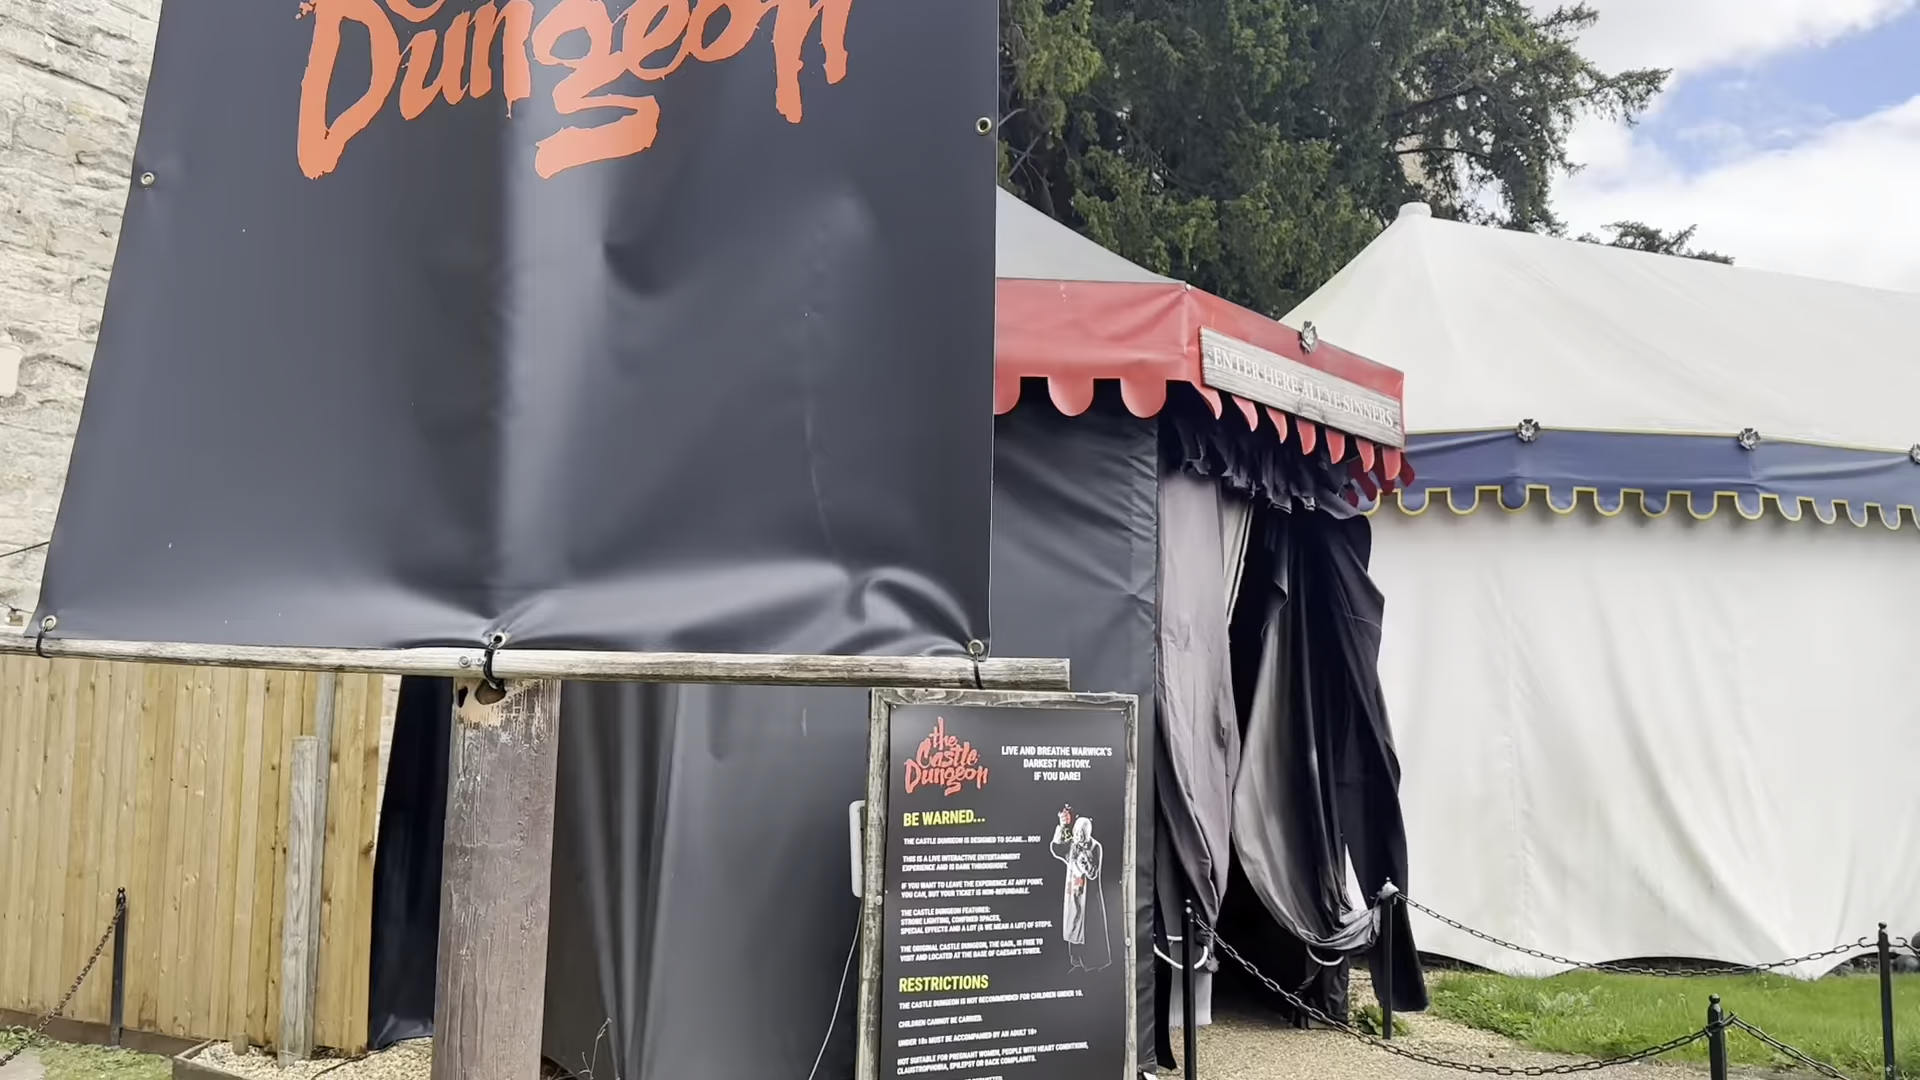 Dungeon
ENTER HERE ALL YE SINNERS
the
Castle
Dungeon
LIVE AND BREATHE WARWICK'S
DARKEST HISTORY.
IF YOU DARE!
BE WARNED...
THE CASTLE DUNGEON IS DESIGNED TO SCARE... BOO!
THIS IS A LIVE INTERACTIVE ENTERTAINMENT
EXPERIENCE AND IS DARK THROUGHOUT.
IF YOU WANT TO LEAVE THE EXPERIENCE AT ANY POINT,
YOU CAN, BUT YOUR TICKET IS NON-REFUNDABLE.
THE CASTLE DUNGEON FEATURES:
STROBE LIGHTING, CONFINED SPACES,
SPECIAL EFFECTS AND A LOT (& WE MEAN A LOT) OF STEPS.
THE ORIGINAL CASTLE DUNGEON, THE GAOL, IS FREE TO
VISIT AND LOCATED AT THE BASE OF CAESAR'S TOWER.
RESTRICTIONS
THE CASTLE DUNGEON IS NOT RECOMMENDED FOR CHILDREN UNDER 10.
CHILDREN CANNOT BE CARRIED.
UNDER 16s MUST BE ACCOMPANIED BY AN ADULT 18+
NOT SUITABLE FOR PREGNANT WOMEN, PEOPLE WITH HEART CONDITIONS,
CLAUSTROPHOBIA, EPILEPSY OR BACK COMPLAINTS.